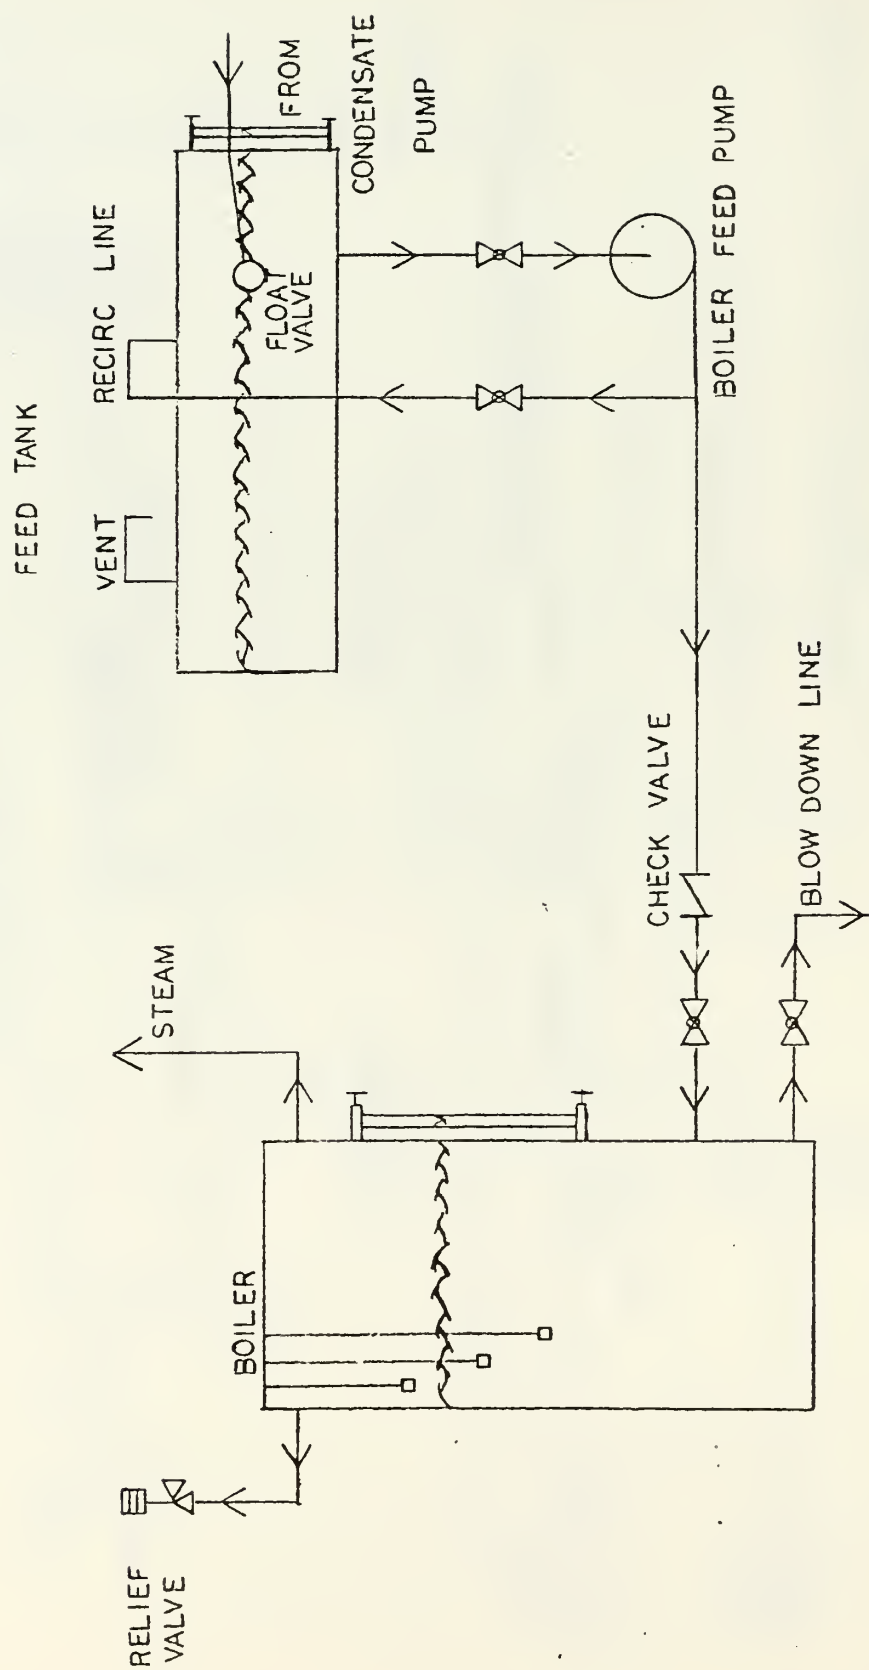 FEED TANK
VENT
RECIRC LINE
FLOAT
VALVE
FROM
CONDENSATE
PUMP
BOILER FEED PUMP
STEAM
CHECK VALVE
BLOW DOWN LINE
BOILER
RELIEF
VALVE